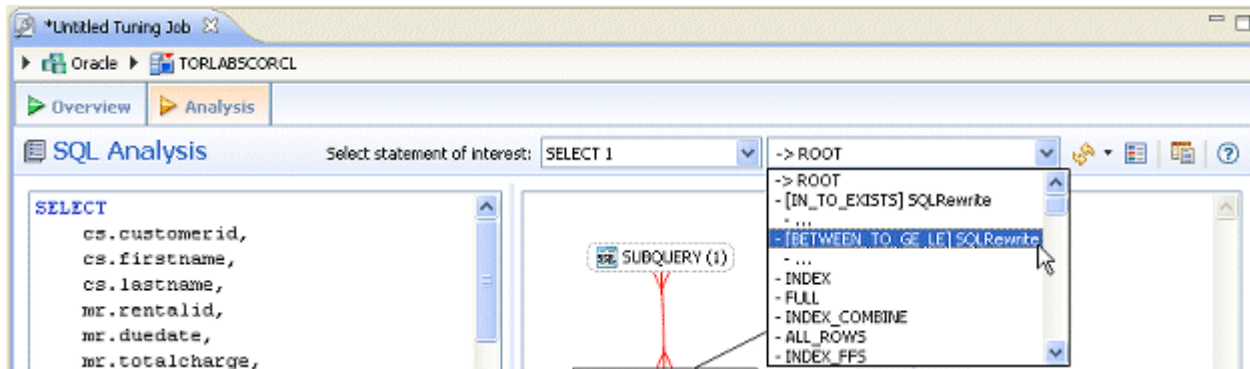 *Untitled Tuning Job
Oracle TORLABSCORCL
Overview Analysis
SQL Analysis Select statement of interest: SELECT 1 -> ROOT
-> ROOT
- [IN_TO_EXISTS] SQLRewrite
- ...
- [BETWEEN_TO_GE_LE] SQLRewrite
- ...
- INDEX
- FULL
- INDEX_COMBINE
- ALL_ROWS
- INDEX_FFS
SELECT
cs.customerid,
cs.firstname,
cs.lastname,
mr.rentalid,
mr.duedate,
mr.totalcharge,
SQL SUBQUERY (1)